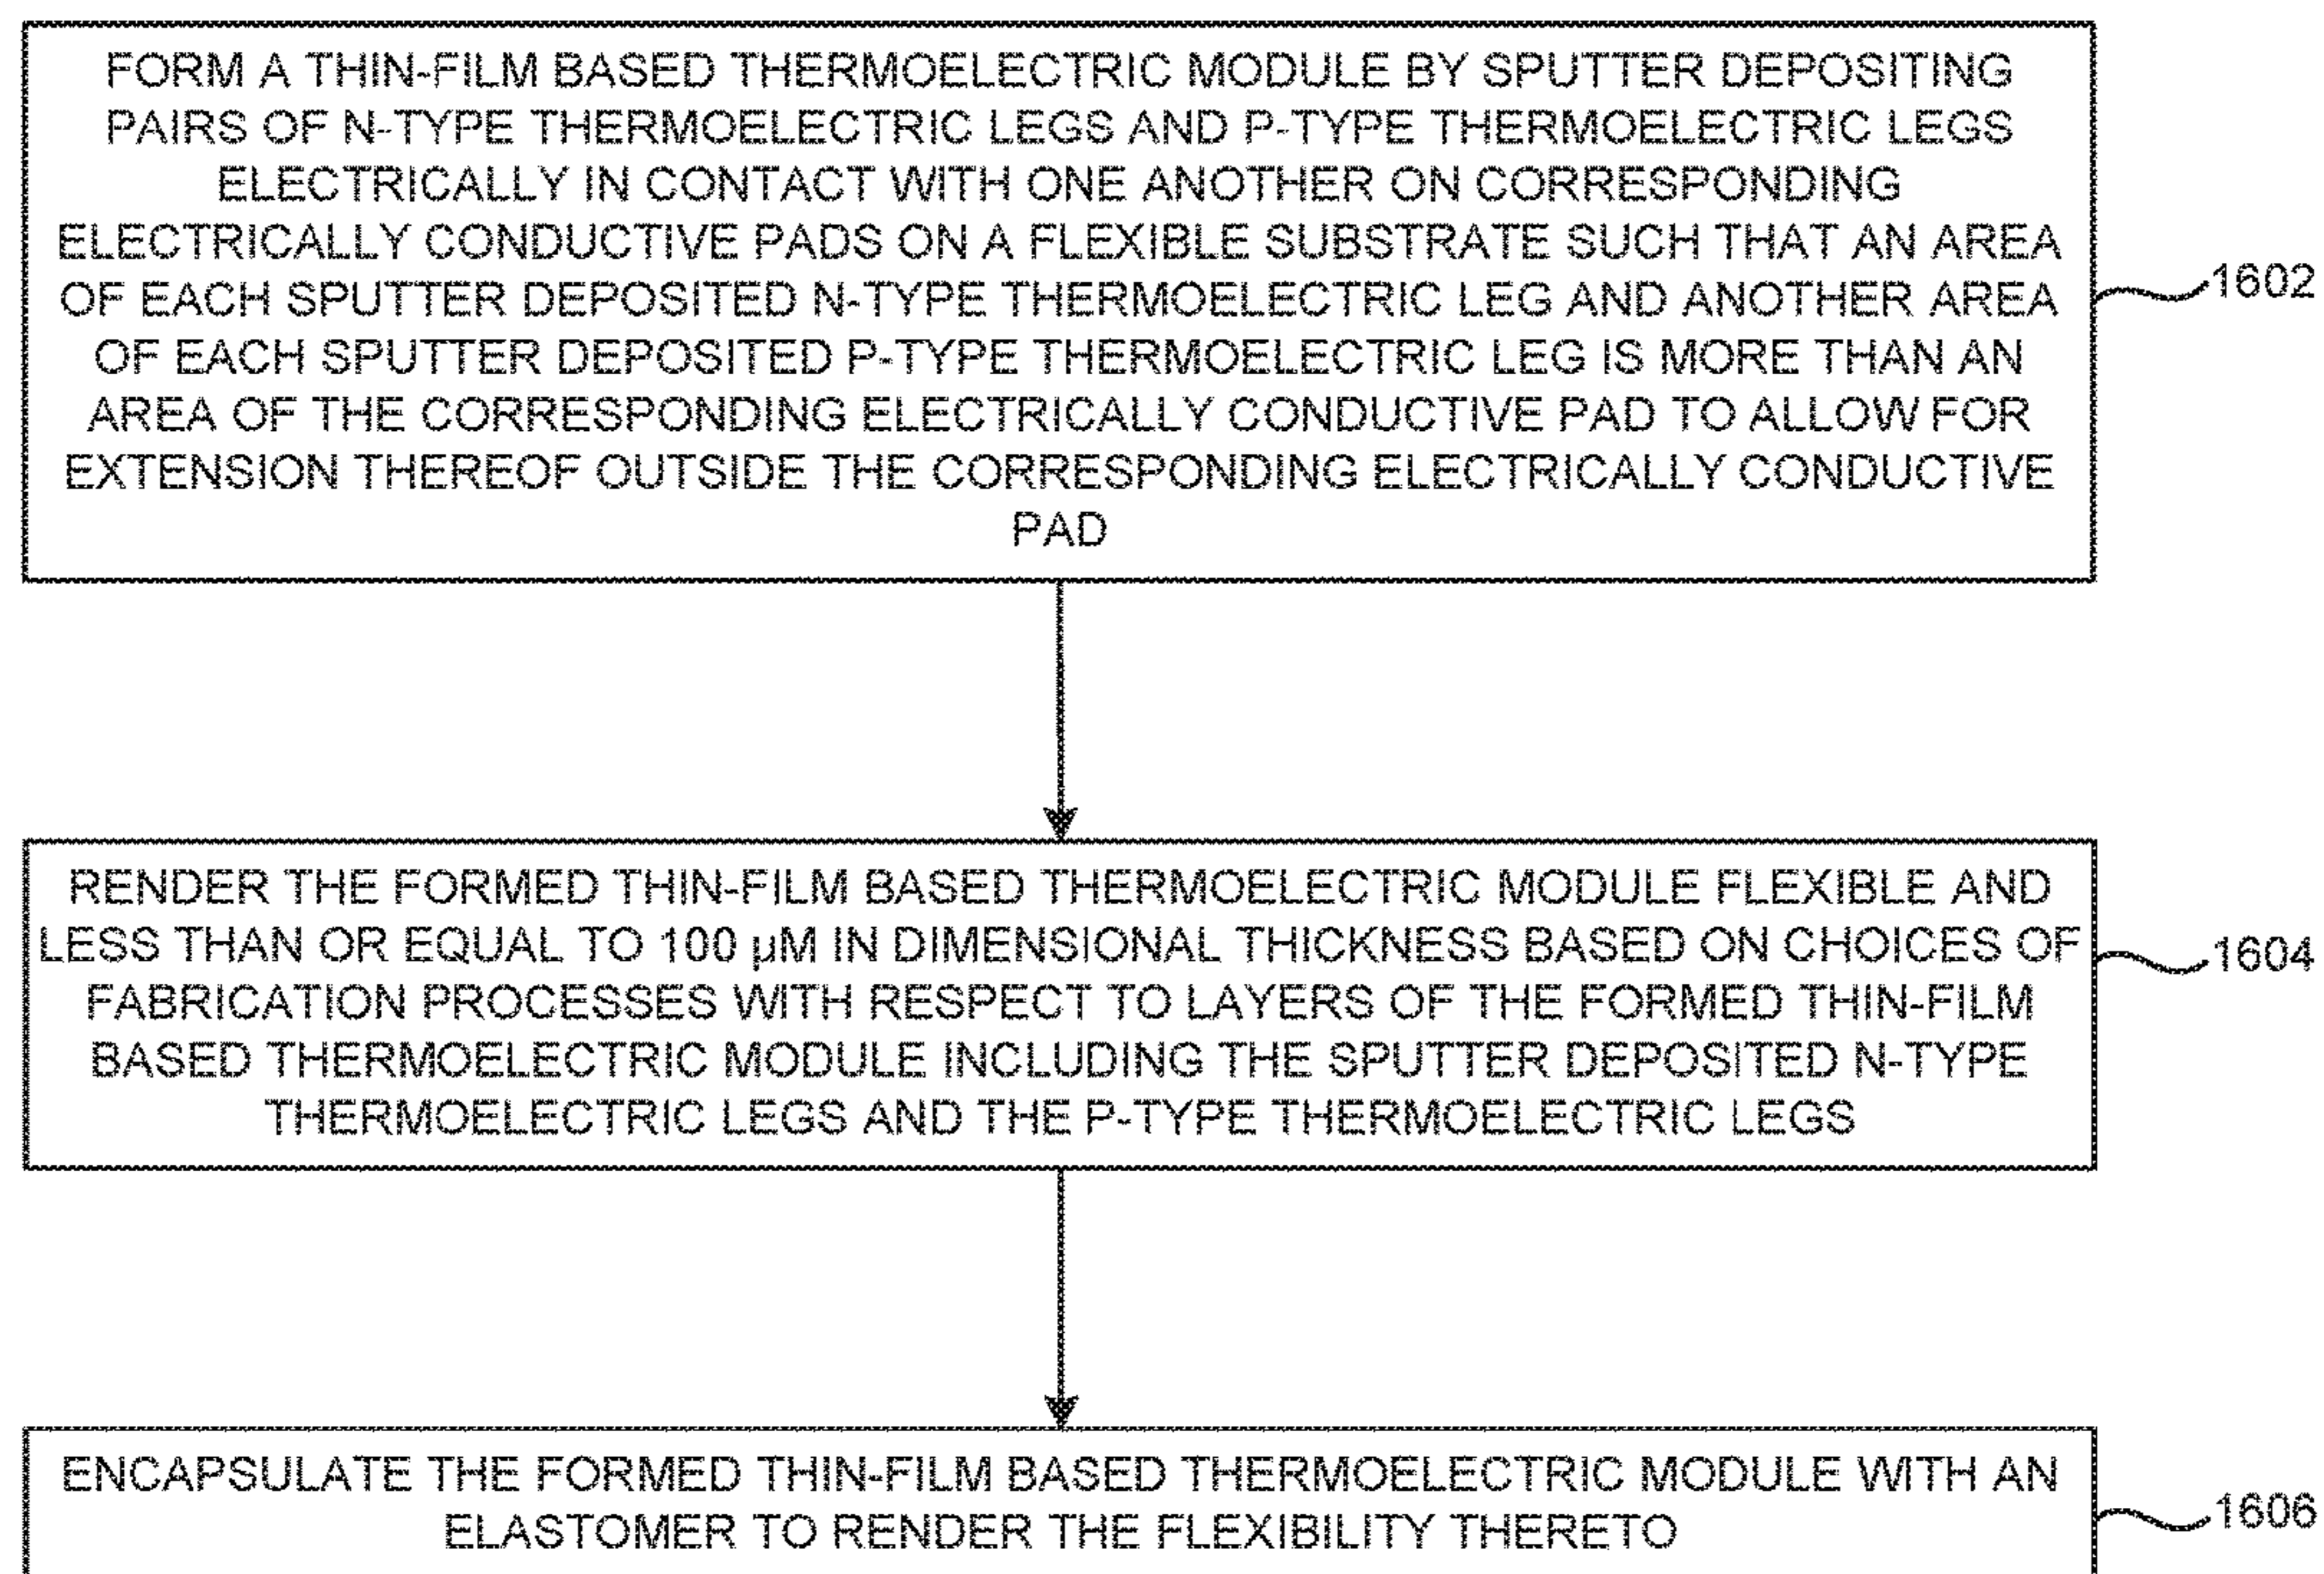 FORM A THIN-FILM BASED THERMOELECTRIC MODULE BY SPUTTER DEPOSITING
PAIRS OF N-TYPE THERMOELECTRIC LEGS AND P-TYPE THERMOELECTRIC LEGS
ELECTRICALLY IN CONTACT WITH ONE ANOTHER ON CORRESPONDING
ELECTRICALLY CONDUCTIVE PADS ON A FLEXIBLE SUBSTRATE SUCH THAT AN AREA
OF EACH SPUTTER DEPOSITED N-TYPE THERMOELECTRIC LEG AND ANOTHER AREA
OF EACH SPUTTER DEPOSITED P-TYPE THERMOELECTRIC LEG IS MORE THAN AN
AREA OF THE CORRESPONDING ELECTRICALLY CONDUCTIVE PAD TO ALLOW FOR
EXTENSION THEREOF OUTSIDE THE CORRESPONDING ELECTRICALLY CONDUCTIVE
PAD
1602
RENDER THE FORMED THIN-FILM BASED THERMOELECTRIC MODULE FLEXIBLE AND
LESS THAN OR EQUAL TO 100 µM IN DIMENSIONAL THICKNESS BASED ON CHOICES OF
FABRICATION PROCESSES WITH RESPECT TO LAYERS OF THE FORMED THIN-FILM
BASED THERMOELECTRIC MODULE INCLUDING THE SPUTTER DEPOSITED N-TYPE
THERMOELECTRIC LEGS AND THE P-TYPE THERMOELECTRIC LEGS
1604
ENCAPSULATE THE FORMED THIN-FILM BASED THERMOELECTRIC MODULE WITH AN
ELASTOMER TO RENDER THE FLEXIBILITY THERETO
1606